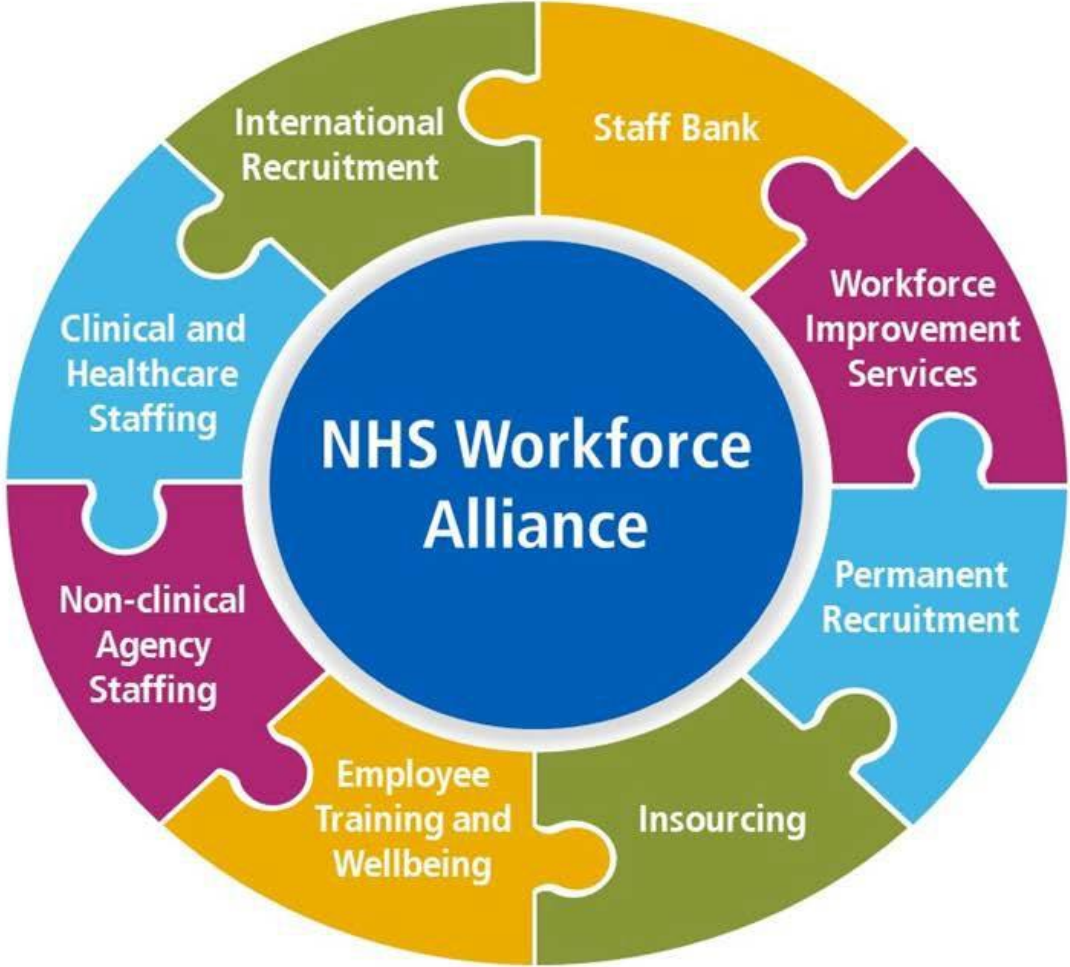 International
Recruitment
Staff Bank
Workforce
Improvement
Services
Clinical and
Healthcare
Staffing
NHS Workforce
Alliance
Permanent
Recruitment
Non-clinical
Agency
Staffing
Employee
Training and
Wellbeing
Insourcing